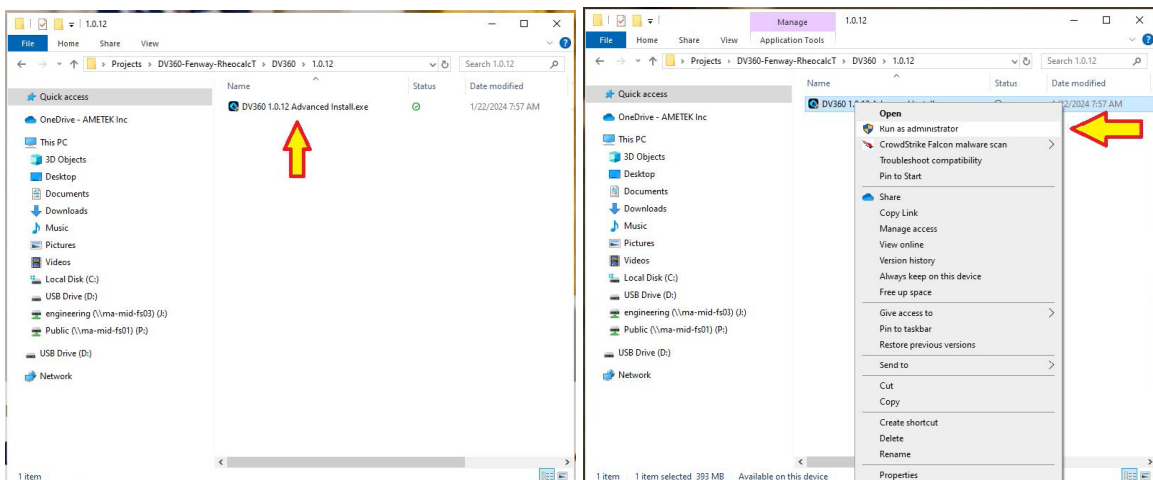 1.0.12
File Home Share View
Projects > DV360-Fenway-RheocalcT > DV360 > 1.0.12
Search 1.0.12
Name Status Date modified
DV360 1.0.12 Advanced Install.exe 1/22/2024 7:57 AM
Quick access
OneDrive - AMETEK Inc
This PC
3D Objects
Desktop
Documents
Downloads
Music
Pictures
Videos
Local Disk (C:)
USB Drive (D:)
engineering (\\ma-mid-fs03) (J:)
Public (\\ma-mid-fs01) (P:)
USB Drive (D:)
Network
1 item
Manage 1.0.12
File Home Share View Application Tools
Projects > DV360-Fenway-RheocalcT > DV360 > 1.0.12
Search 1.0.12
Name Status Date modified
DV360 2024 7:57 AM
Quick access
OneDrive - AMETEK Inc
This PC
3D Objects
Desktop
Documents
Downloads
Music
Pictures
Videos
Local Disk (C:)
USB Drive (D:)
engineering (\\ma-mid-fs03) (J:)
Public (\\ma-mid-fs01) (P:)
USB Drive (D:)
Network
Open
Run as administrator
CrowdStrike Falcon malware scan
Troubleshoot compatibility
Pin to Start
Share
Copy Link
Manage access
View online
Version history
Always keep on this device
Free up space
Give access to
Pin to taskbar
Restore previous versions
Send to
Cut
Copy
Create shortcut
Delete
Rename
Properties
1 item 1 item selected 393 MB Available on this device